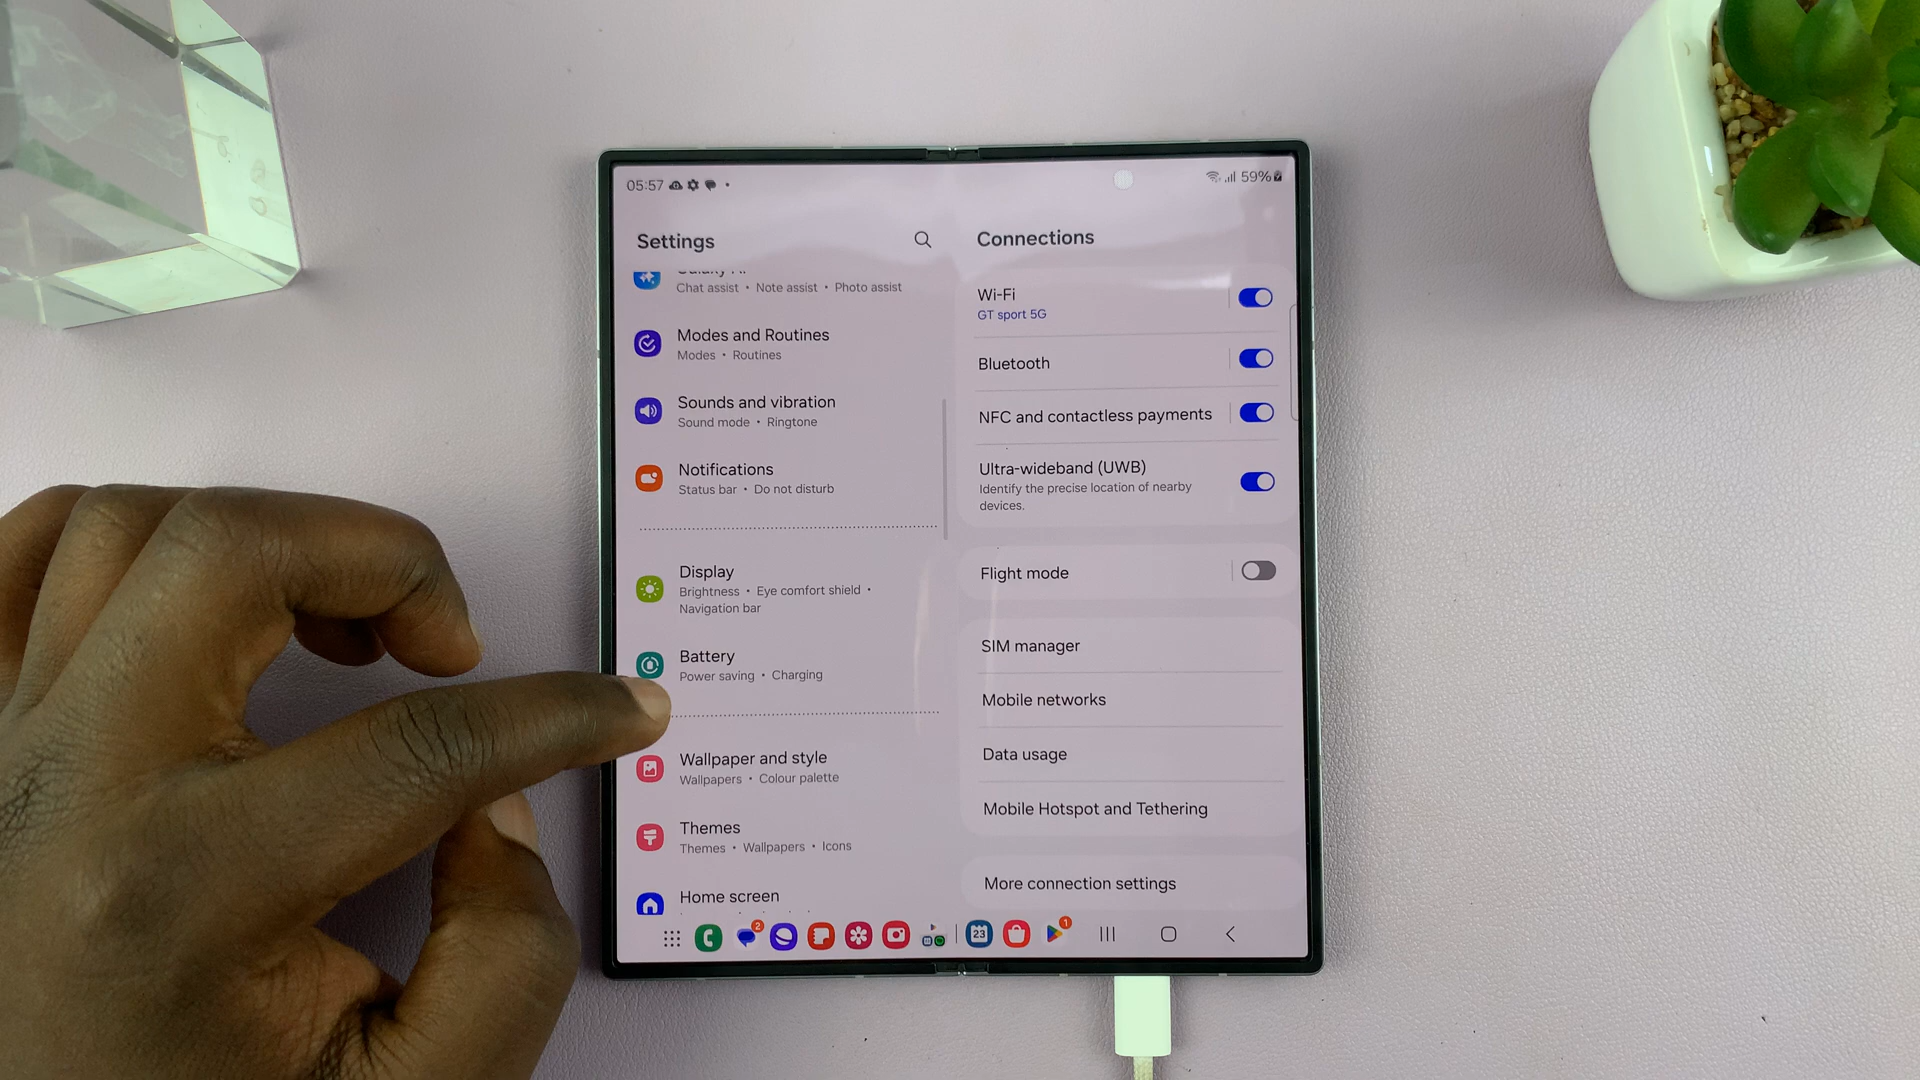 05:57
59%
Settings
Chat assist • Note assist • Photo assist
Modes and Routines
Modes • Routines
Sounds and vibration
Sound mode • Ringtone
Notifications
Status bar • Do not disturb
Display
Brightness • Eye comfort shield •
Navigation bar
Battery
Power saving • Charging
Wallpaper and style
Wallpapers • Colour palette
Themes
Themes • Wallpapers • Icons
Home screen
Connections
Wi-Fi
GT sport 5G
Bluetooth
NFC and contactless payments
Ultra-wideband (UWB)
Identify the precise location of nearby
devices.
Flight mode
SIM manager
Mobile networks
Data usage
Mobile Hotspot and Tethering
More connection settings
2
23
1